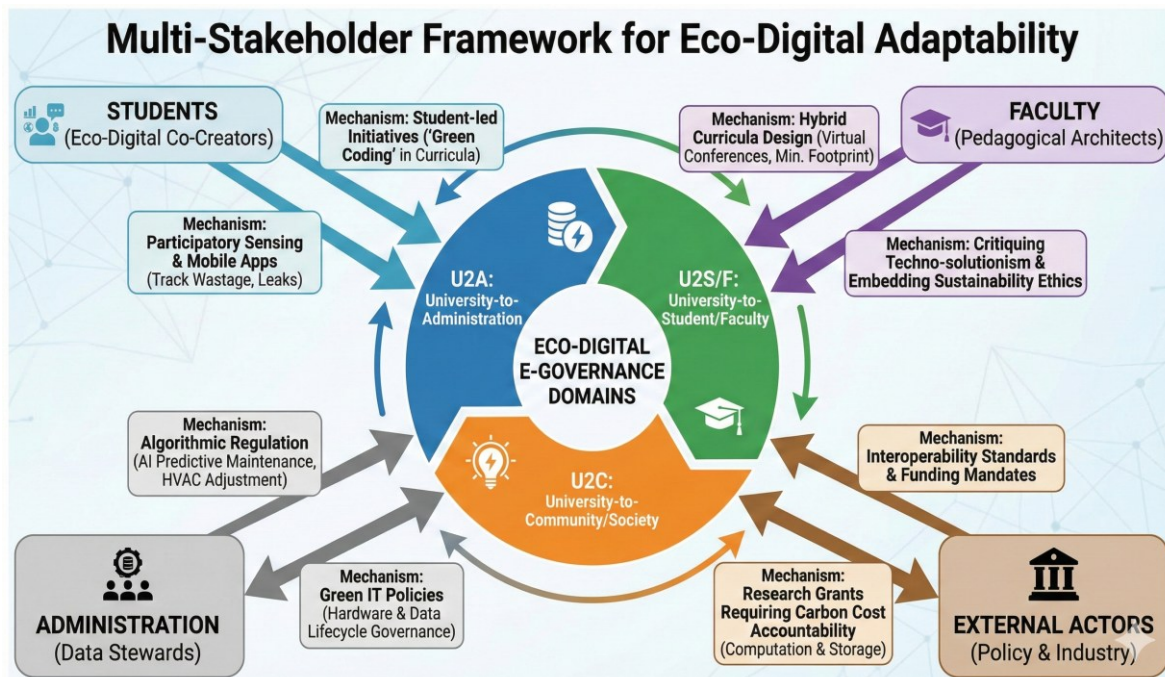 Multi-Stakeholder Framework for Eco-Digital Adaptability
STUDENTS
(Eco-Digital Co-Creators)
Mechanism: Student-led
Initiatives (‘Green
Coding’ in Curricula)
Mechanism: Hybrid
Curricula Design (Virtual
Conferences, Min. Footprint)
FACULTY
(Pedagogical Architects)
Mechanism:
Participatory Sensing
& Mobile Apps
(Track Wastage, Leaks)
Mechanism: Critiquing
Techno-solutionism &
Embedding Sustainability Ethics
U2A:
University-to-
Administration
U2S/F:
University-to-
Student/Faculty
ECO-DIGITAL
E-GOVERNANCE
DOMAINS
U2C:
University-to-
Community/Society
Mechanism:
Algorithmic Regulation
(AI Predictive Maintenance,
HVAC Adjustment)
Mechanism:
Interoperability Standards
& Funding Mandates
ADMINISTRATION
(Data Stewards)
Mechanism:
Green IT Policies
(Hardware & Data
Lifecycle Governance)
Mechanism:
Research Grants
Requiring Carbon Cost
Accountability
(Computation & Storage)
EXTERNAL ACTORS
(Policy & Industry)